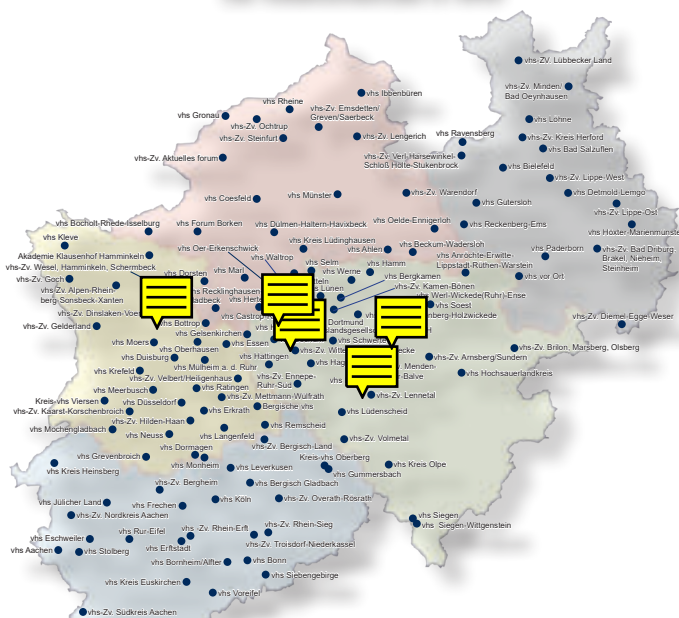 vhs-ZV. Lübbecker Land
vhs-Zv. Minden/
Bad Oeynhausen
vhs Ibbenbüren
vhs Rheine
vhs-Zv. Emsdetten/
Greven/Saerbeck
vhs Gronau
vhs-Zv. Ochtrup
vhs-Zv. Steinfurt
vhs-Zv. Lengerich
vhs Löhne
vhs Ravensberg
vhs-Zv. Kreis Herford
vhs Bad Salzuflen
vhs-Zv. Aktuelles forum
vhs-Zv. Verl-Harsewinkel-
Schloß Holte-Stukenbrock
vhs Bielefeld
vhs-Zv. Lippe-West
vhs Coesfeld
vhs Münster
vhs-Zv. Warendorf
vhs Detmold-Lemgo
vhs Gütersloh
vhs-Zv. Lippe-Ost
vhs Bocholt-Rhede-Isselburg
vhs Forum Borken
vhs Dülmen-Haltern-Havixbeck
vhs Oelde-Ennigerloh
vhs Reckenberg-Ems
vhs Höxter-Marienmünster
vhs Kleve
vhs Oer-Erkenschwick
vhs Kreis Lüdinghausen
vhs Ahlen
vhs Beckum-Wadersloh
vhs Paderborn
vhs-Zv. Bad Driburg,
Brakel, Nieheim,
Steinheim
Akademie Klausenhof Hamminkeln
vhs Waltrop
vhs Selm
vhs Hamm
vhs Anröchte-Erwitte-
Lippstadt-Rüthen-Warstein
vhs-Zv. Wesel, Hamminkeln, Schermbeck
vhs Dorsten
vhs Marl
vhs Werne
vhs Bergkamen
vhs vor Ort
vhs-Zv. Goch
vhs-Zv. Alpen-Rhein-
berg Sonsbeck-Xanten
vhs Recklinghausen
vhs Lünen
vhs-Zv. Kamen-Bönen
vhs Werl-Wickede(Ruhr)-Ense
vhs Soest
vhs-Zv. Dinslaken-Voerde
vhs-Zv. Diemel-Egge-Weser
vhs-Zv. Gelderland
vhs Bottrop
vhs Castrop-
Dortmund
vhs Moers
vhs Gelsenkirchen
vhs Essen
vhs Schwerte
vhs Oberhausen
vhs-Zv. Brilon, Marsberg, Olsberg
vhs Duisburg
vhs Mülheim a. d. Ruhr
vhs Hattingen
vhs-Zv. Arnsberg/Sundern
vhs Krefeld
vhs-Zv. Velbert/Heiligenhaus
vhs-Zv. Ennepe-
Ruhr-Süd
vhs Hochsauerlandkreis
vhs Meerbusch
vhs Ratingen
vhs-Zv. Mettmann-Wülfrath
vhs-Zv. Lennetal
Kreis-vhs Viersen
vhs Düsseldorf
Bergische vhs
vhs Lüdenscheid
vhs-Zv. Kaarst-Korschenbroich
vhs Erkrath
vhs-Zv. Hilden-Haan
vhs Remscheid
vhs Mönchengladbach
vhs Neuss
vhs Langenfeld
vhs-Zv. Bergisch-Land
vhs-Zv. Volmetal
vhs Dormagen
vhs Grevenbroich
vhs Monheim
vhs Leverkusen
Kreis-vhs Oberberg
vhs Gummersbach
vhs Kreis Olpe
vhs Kreis Heinsberg
vhs-Zv. Bergheim
vhs Bergisch Gladbach
vhs Jülicher Land
vhs Frechen
vhs Köln
vhs-Zv. Overath-Rösrath
vhs-Zv. Nordkreis Aachen
vhs Siegen
vhs Siegen-Wittgenstein
vhs Eschweiler
vhs Rur-Eifel
vhs -Zv. Rhein-Erft
vhs-Zv. Rhein-Sieg
vhs Aachen
vhs Stolberg
vhs Erftstadt
vhs-Zv. Troisdorf-Niederkassel
vhs Bornheim/Alfter
vhs Bonn
vhs Kreis Euskirchen
vhs Siebengebirge
vhs Voreifel
vhs-Zv. Südkreis Aachen